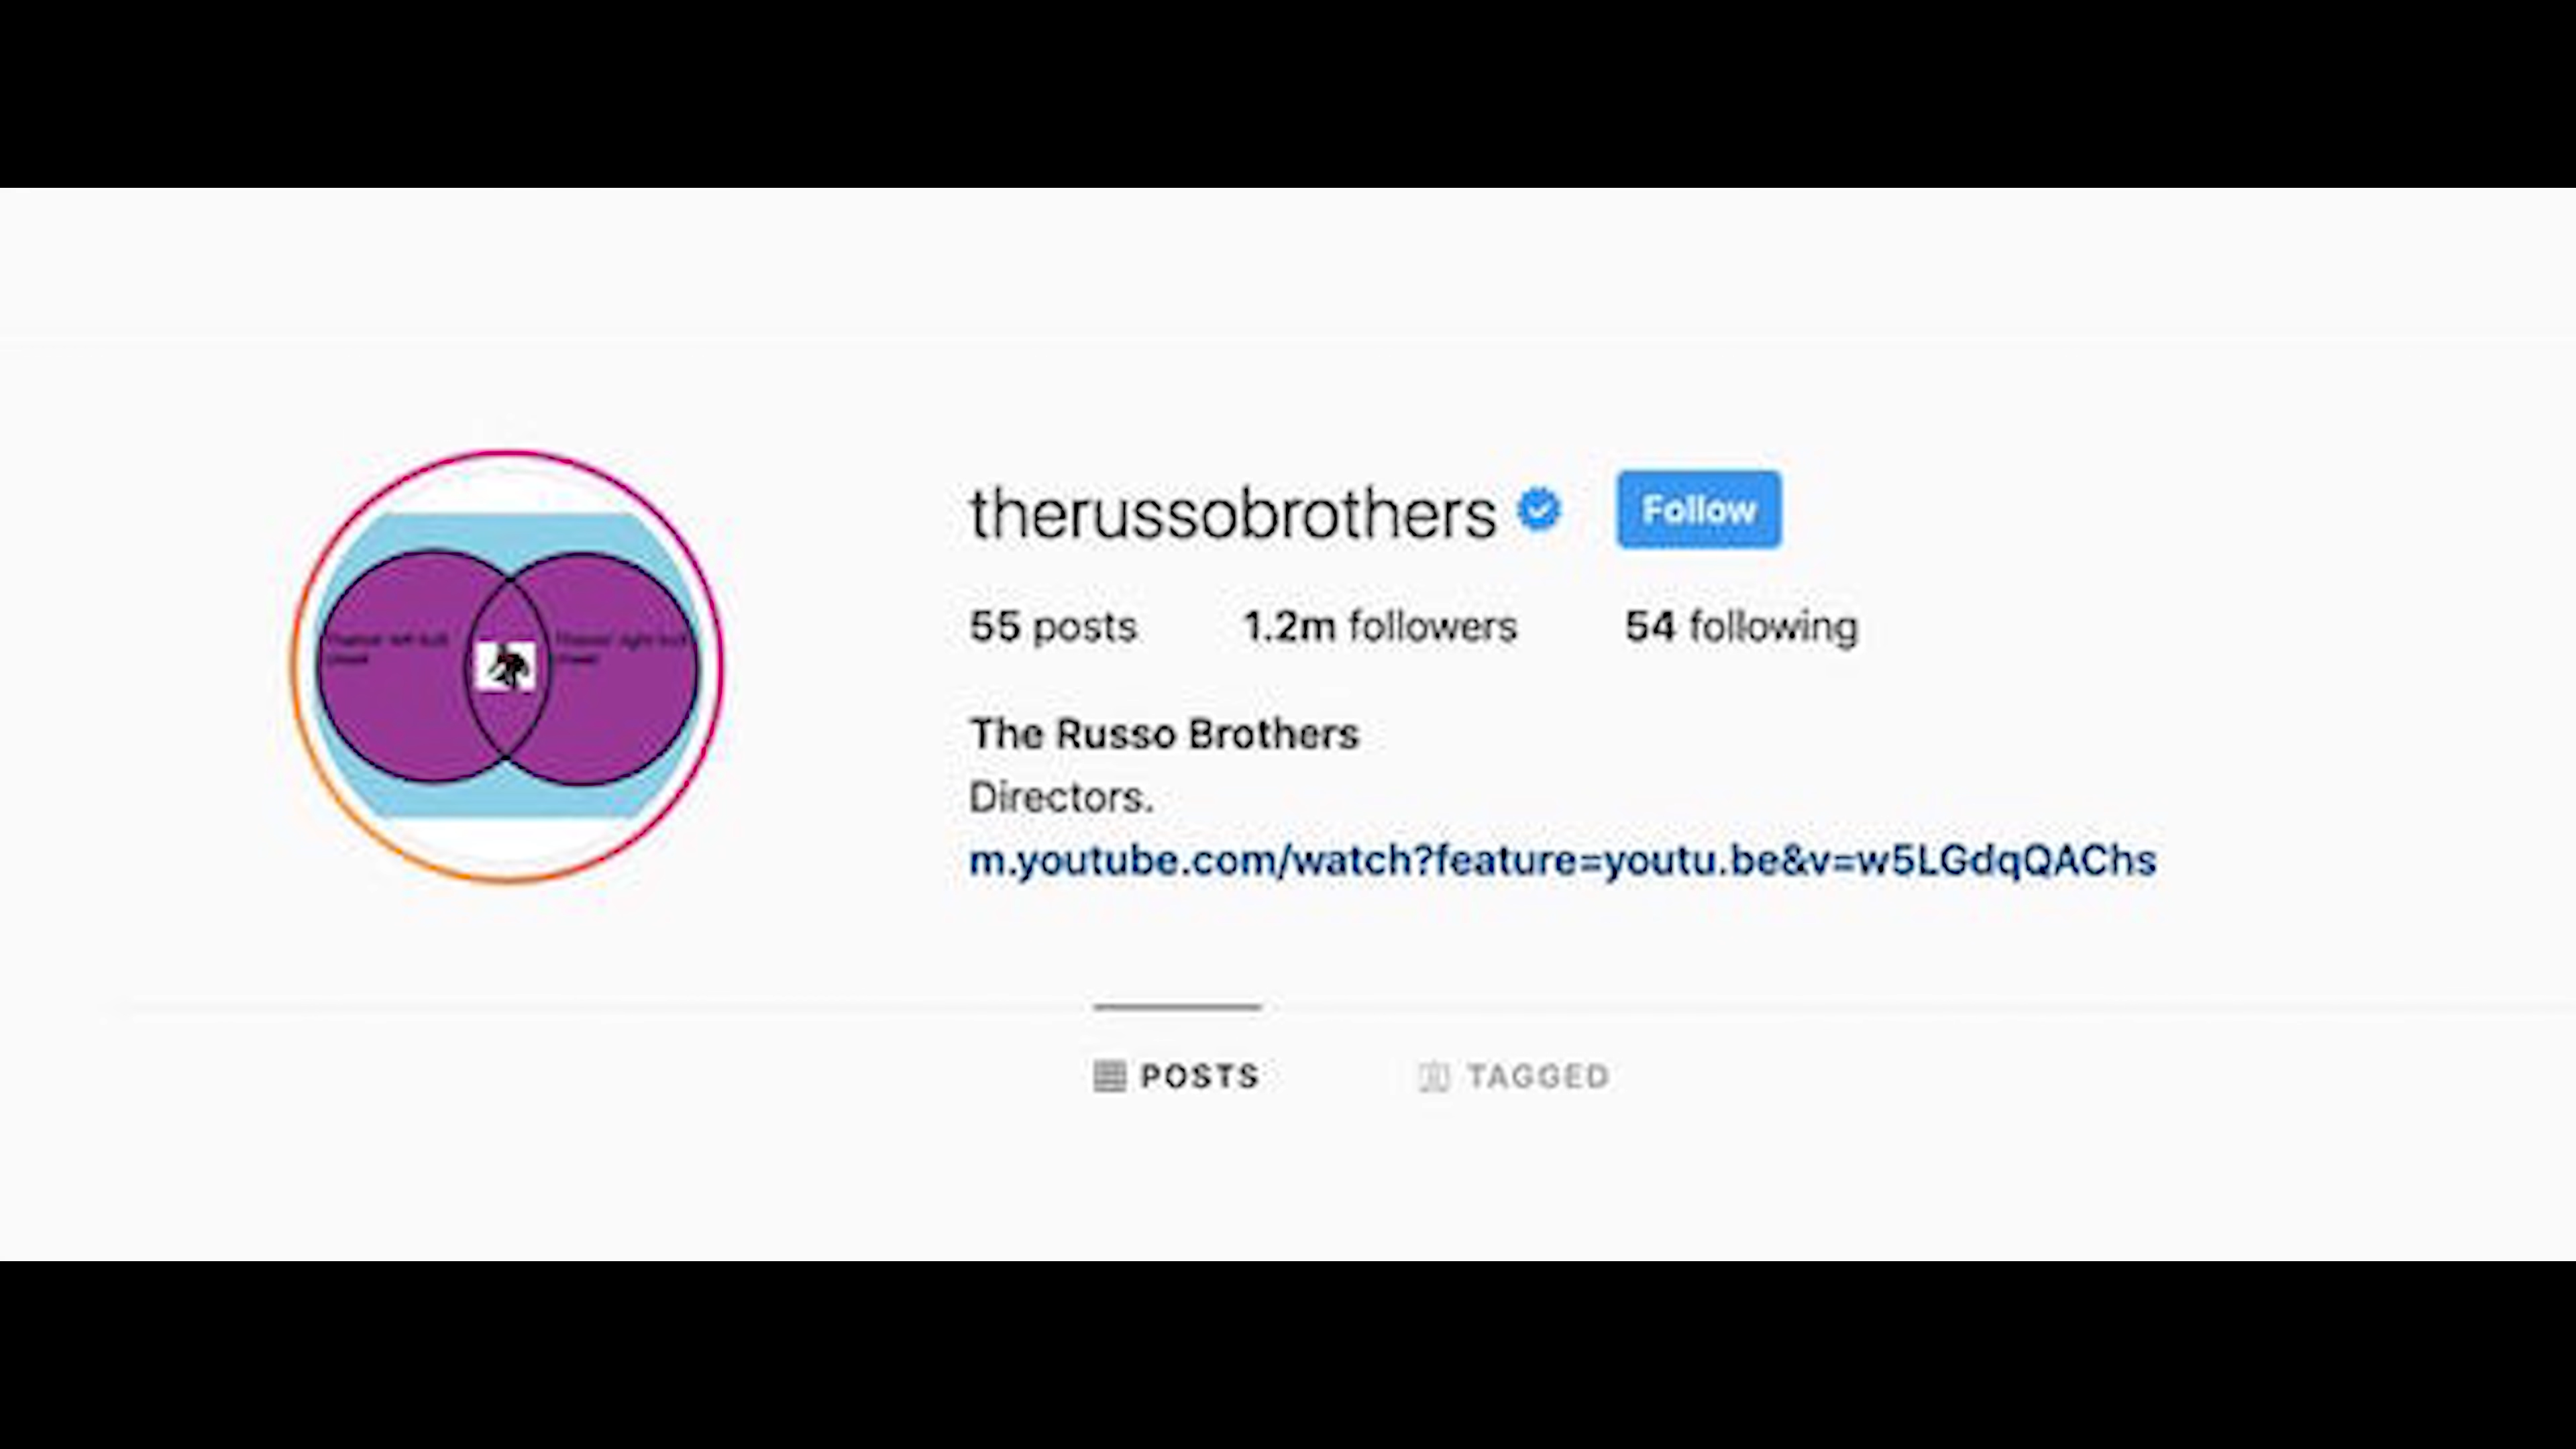 therussobrothers
Follow
55 posts 1.2m followers 54 following
The Russo Brothers
Directors.
m.youtube.com/watch?feature=youtu.be&v=w5LGdqQAChs
POSTS TAGGED